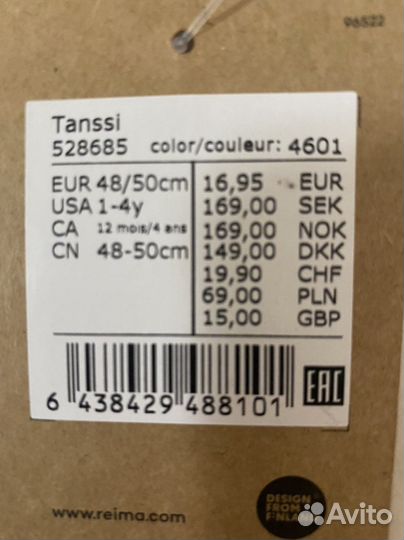 96522
Tanssi
528685 color/couleur: 4601
EUR 48/50cm 16,95 EUR
USA 1-4y 169,00 SEK
CA 12 mois/4 ans 169,00 NOK
CN 48-50cm 149,00 DKK
19,90 CHF
69,00 PLN
15,00 GBP
6 438429 488101
EAC
www.reima.com
DESIGN
FROM
FINLAND
Avito